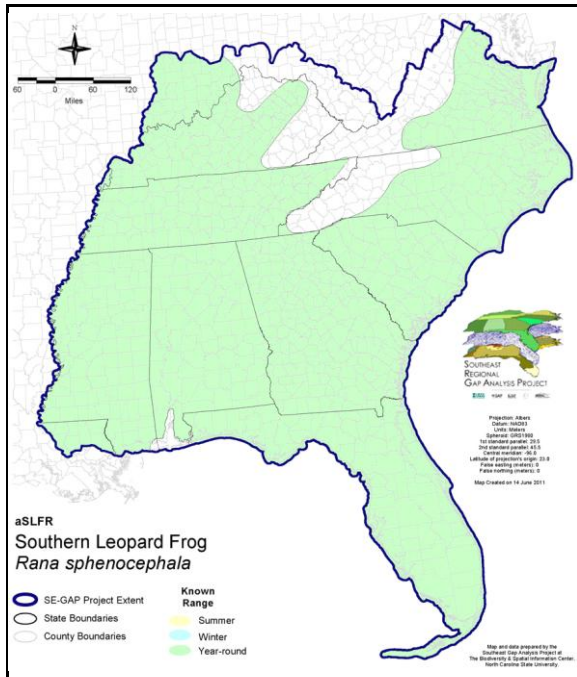 N
60 0 60 120
Miles
SOUTHEAST
REGIONAL
GAP ANALYSIS PROJECT
Projection: Albers
Datum: NAD83
Units: Meters
Spheroid: GRS1980
1st standard parallel: 29.5
2nd standard parallel: 45.5
Central meridian: -96.0
Latitude of projection's origin: 23.0
False easting (meters): 0
False northing (meters): 0
Map Created on 14 June 2011
aSLFR
Southern Leopard Frog
Rana sphenocephala
SE-GAP Project Extent
State Boundaries
County Boundaries
Known
Range
Summer
Winter
Year-round
Map and data prepared by the
Southeast Gap Analysis Project at
The Biodiversity & Spatial Information Center,
North Carolina State University.